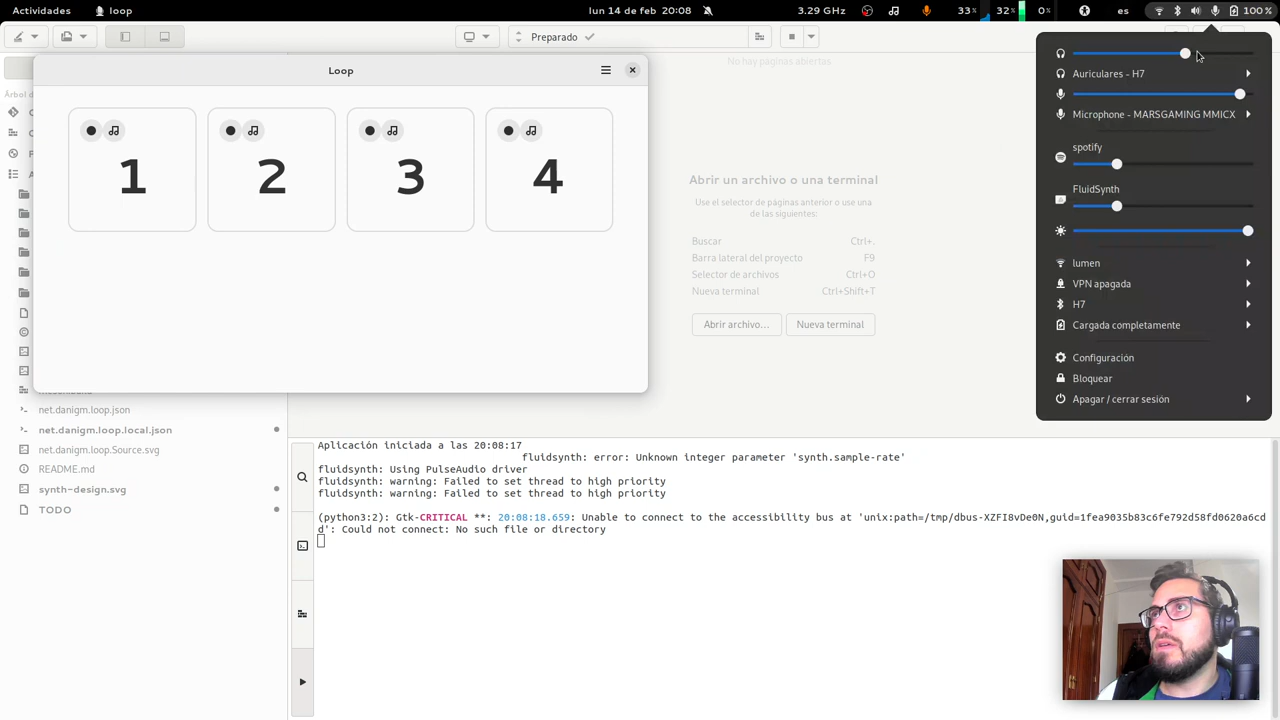 Actividades
loop
lun 14 de feb 20:08
3.29 GHz
33%
32%
0%
es
100 %
Preparado
No hay páginas abiertas
Loop
1
2
3
4
Abrir un archivo o una terminal
Use el selector de páginas anterior o use una
de las siguientes:
Buscar Ctrl+.
Barra lateral del proyecto F9
Selector de archivos Ctrl+O
Nueva terminal Ctrl+Shift+T
Abrir archivo…
Nueva terminal
Auriculares - H7
Microphone - MARSGAMING MMICX
spotify
FluidSynth
lumen
VPN apagada
H7
Cargada completamente
Configuración
Bloquear
Apagar / cerrar sesión
net.danigm.loop.json
net.danigm.loop.local.json
net.danigm.loop.Source.svg
README.md
synth-design.svg
TODO
Aplicación iniciada a las 20:08:17
fluidsynth: error: Unknown integer parameter 'synth.sample-rate'
fluidsynth: Using PulseAudio driver
fluidsynth: warning: Failed to set thread to high priority
fluidsynth: warning: Failed to set thread to high priority
(python3:2): Gtk-CRITICAL **: 20:08:18.659: Unable to connect to the accessibility bus at 'unix:path=/tmp/dbus-XZFI8vDe0N,guid=1fea9035b83c6fe792d58fd0620a6cd
d': Could not connect: No such file or directory